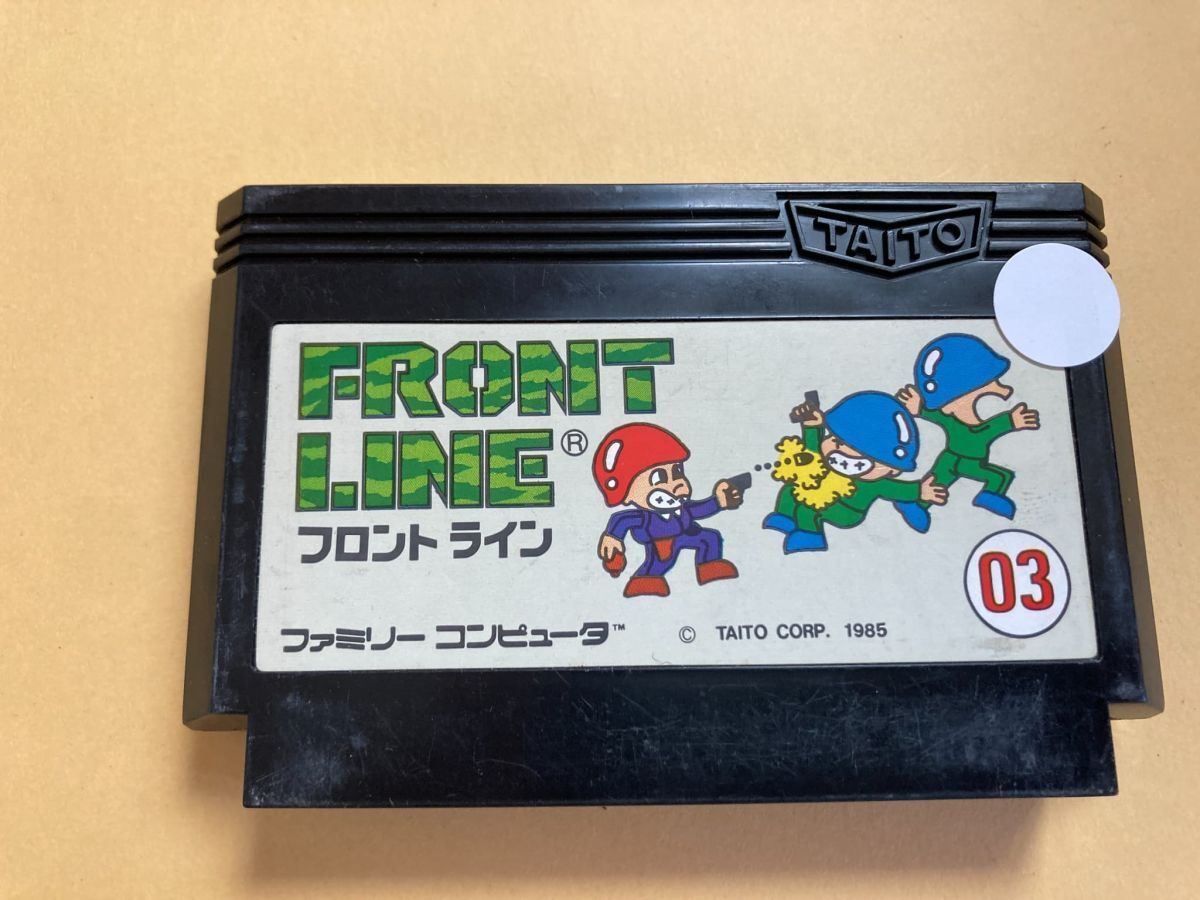 TAITO
FRONT
LINE®
フロントライン
03
ファミリー コンピュータ™
© TAITO CORP. 1985